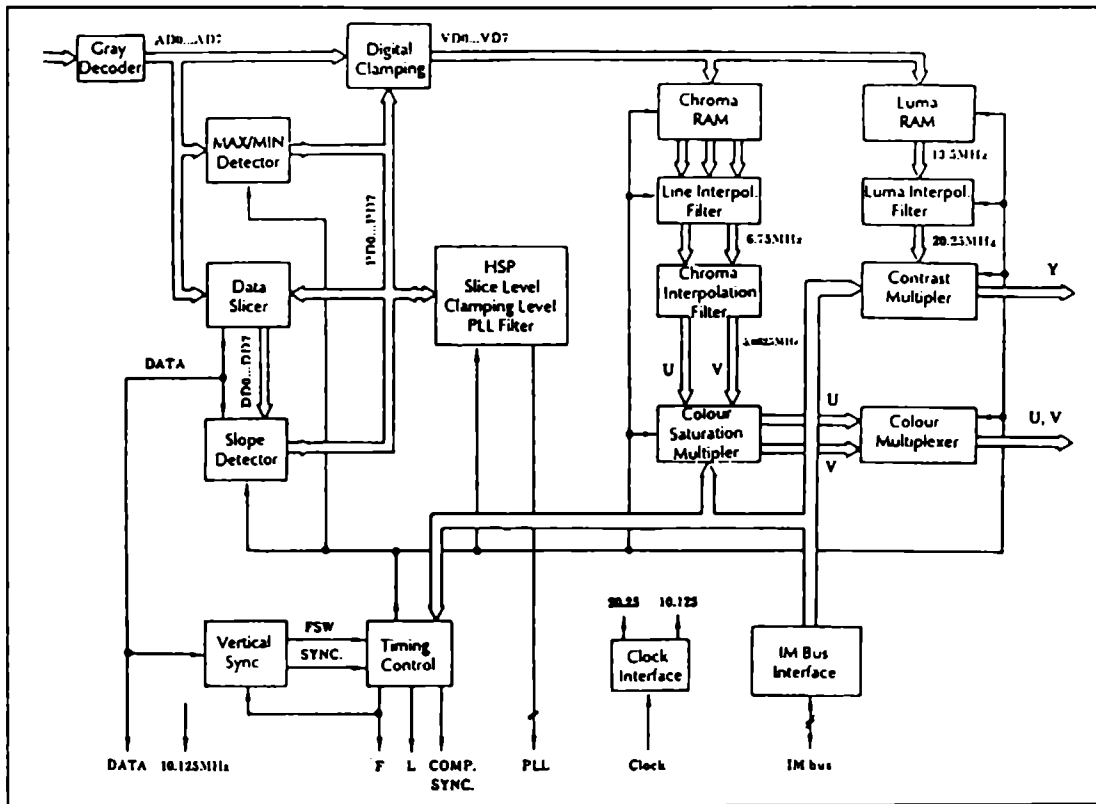 Gray
Decoder
AD0...AD7
Digital
Clamping
VD0...VD7
Chroma
RAM
Luma
RAM
MAX/MIN
Detector
13.5MHz
Line Interpol.
Filter
Luma Interpol.
Filter
PD0...PD7
6.75MHz
20.25MHz
HSP
Slice Level
Clamping Level
PLL Filter
Data
Slicer
Chroma
Interpolation
Filter
Contrast
Multipler
Y
DATA
DD0...DD7
U
V
Slope
Detector
Colour
Saturation
Multipler
U
V
Colour
Multiplexer
U, V
Vertical
Sync
FSW
SYNC.
Timing
Control
20.25
10.125
Clock
Interface
IM Bus
Interface
DATA
10.125MHz
F
L
COMP.
SYNC.
PLL
Clock
IM bus